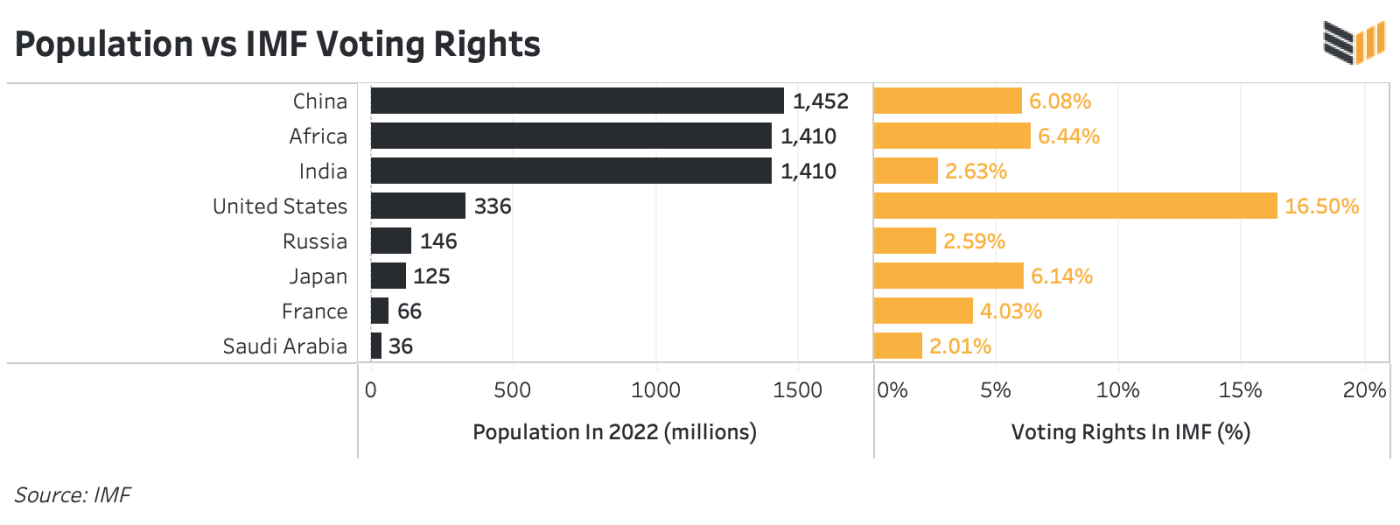 Population vs IMF Voting Rights
China 1,452 6.08%
Africa 1,410 6.44%
India 1,410 2.63%
United States 336 16.50%
Russia 146 2.59%
Japan 125 6.14%
France 66 4.03%
Saudi Arabia 36 2.01%
0 500 1000 1500 0% 5% 10% 15% 20%
Population In 2022 (millions) Voting Rights In IMF (%)
Source: IMF